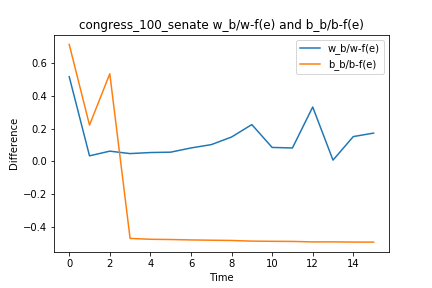 congress_100_senate w_b/w-f(e) and b_b/b-f(e)
w_b/w-f(e)
b_b/b-f(e)
0.6
0.4
0.2
0.0
−0.2
−0.4
Difference
0 2 4 6 8 10 12 14
Time